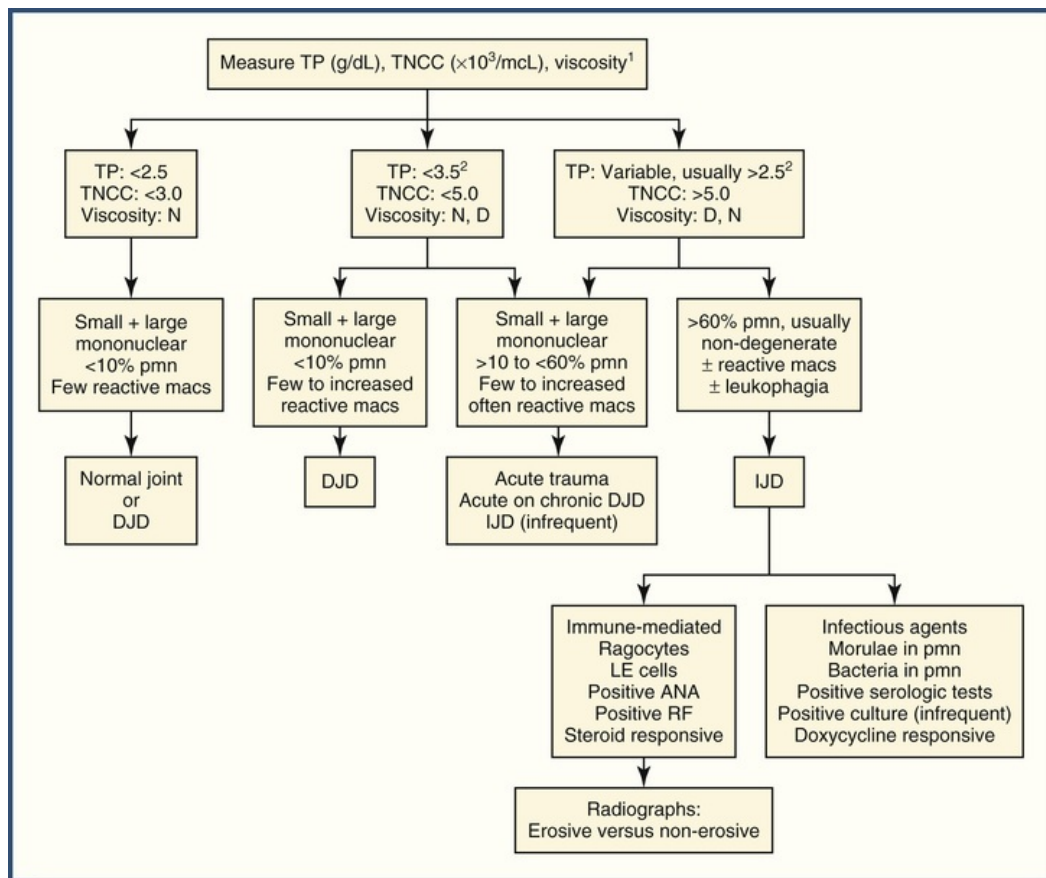 Measure TP (g/dL), TNCC (×10³/mcL), viscosity¹
TP: <2.5
TNCC: <3.0
Viscosity: N
TP: <3.5²
TNCC: <5.0
Viscosity: N, D
TP: Variable, usually >2.5²
TNCC: >5.0
Viscosity: D, N
Small + large
mononuclear
<10% pmn
Few reactive macs
Small + large
mononuclear
<10% pmn
Few to increased
reactive macs
Small + large
mononuclear
>10 to <60% pmn
Few to increased
often reactive macs
>60% pmn, usually
non-degenerate
± reactive macs
± leukophagia
Normal joint
or
DJD
DJD
Acute trauma
Acute on chronic DJD
IJD (infrequent)
IJD
Immune-mediated
Ragocytes
LE cells
Positive ANA
Positive RF
Steroid responsive
Infectious agents
Morulae in pmn
Bacteria in pmn
Positive serologic tests
Positive culture (infrequent)
Doxycycline responsive
Radiographs:
Erosive versus non-erosive